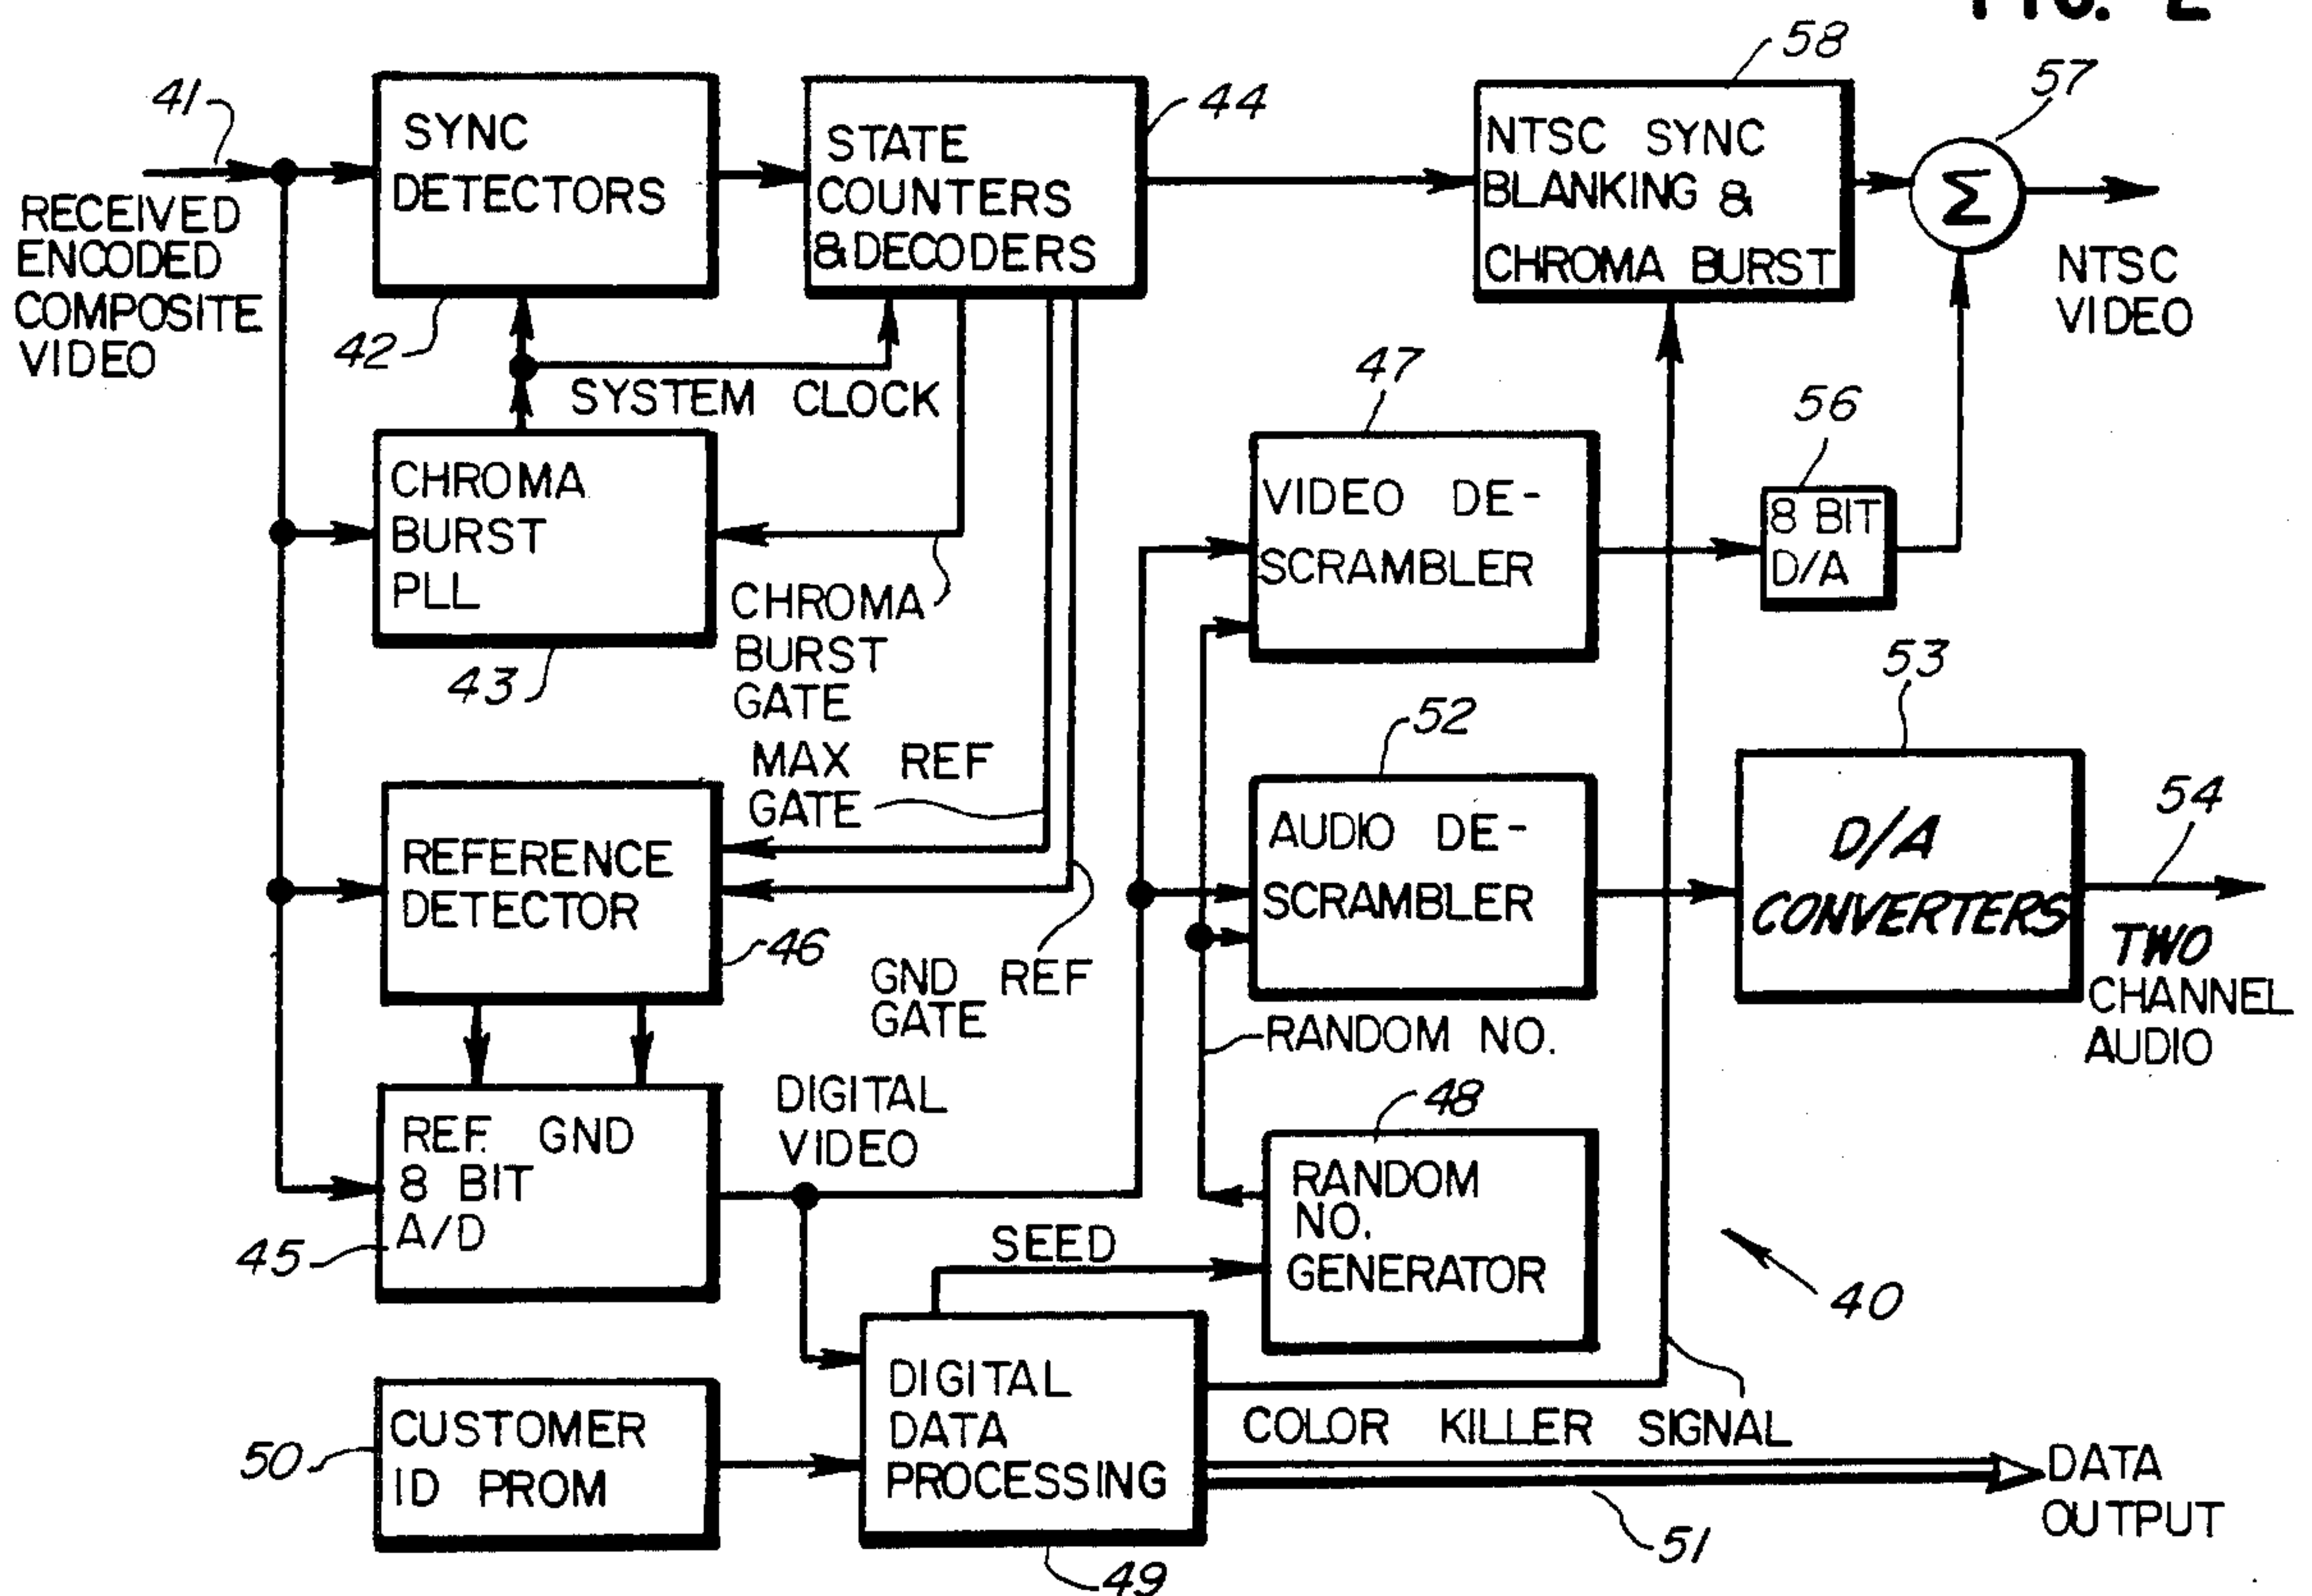 FIG. 2
41
RECEIVED
ENCODED
COMPOSITE
VIDEO
SYNC
DETECTORS
42
STATE
COUNTERS
& DECODERS
44
NTSC SYNC
BLANKING &
CHROMA BURST
58
57
Σ
NTSC
VIDEO
SYSTEM CLOCK
CHROMA
BURST
PLL
43
CHROMA
BURST
GATE
47
VIDEO DE-
SCRAMBLER
56
8 BIT
D/A
MAX REF
GATE
REFERENCE
DETECTOR
46
GND REF
GATE
52
AUDIO DE-
SCRAMBLER
53
D/A
CONVERTERS
54
TWO
CHANNEL
AUDIO
RANDOM NO.
REF. GND
8 BIT
A/D
45
DIGITAL
VIDEO
48
RANDOM
NO.
GENERATOR
SEED
40
CUSTOMER
ID PROM
50
DIGITAL
DATA
PROCESSING
49
COLOR KILLER SIGNAL
DATA
OUTPUT
51